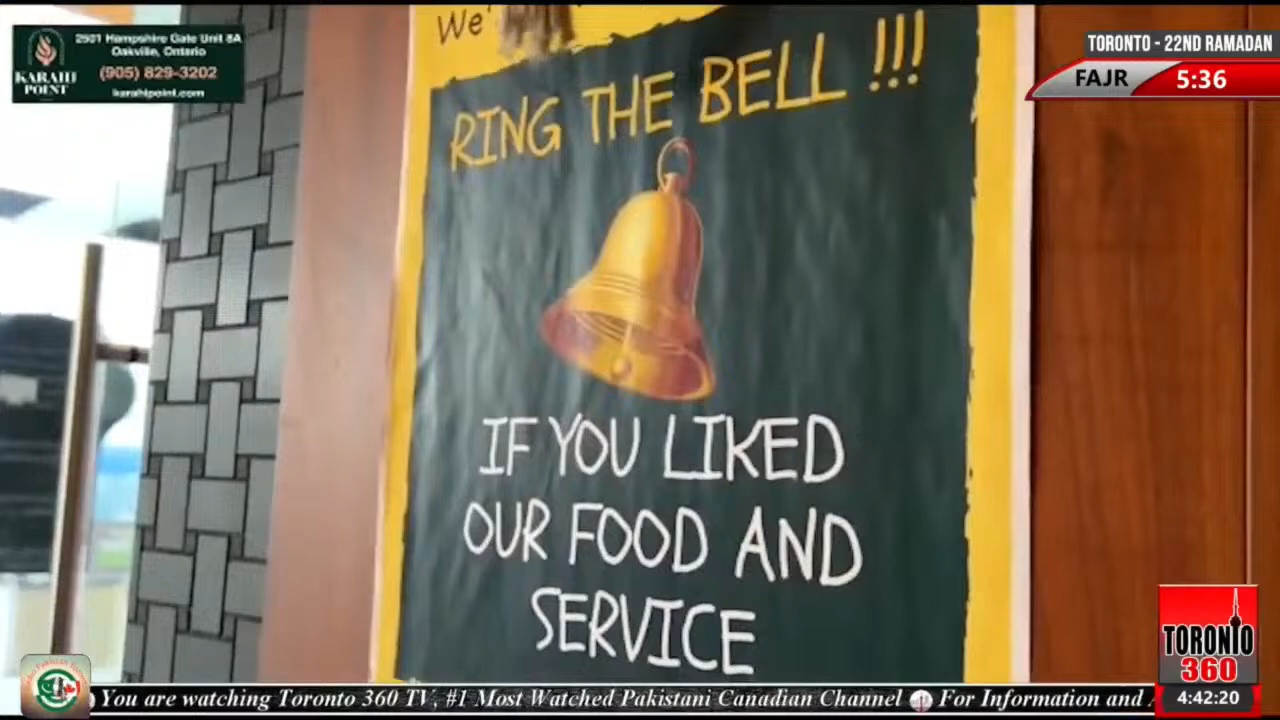 2501 Hampshire Gate Unit 8A
Oakville, Ontario
(905) 829-3202
karahipoint.com
KARAHI
POINT
We'
RING THE BELL !!!
IF YOU LIKED
OUR FOOD AND
SERVICE
TORONTO - 22ND RAMADAN
FAJR 5:36
TORONTO
360
4:42:20
You are watching Toronto 360 TV, #1 Most Watched Pakistani Canadian Channel For Information and